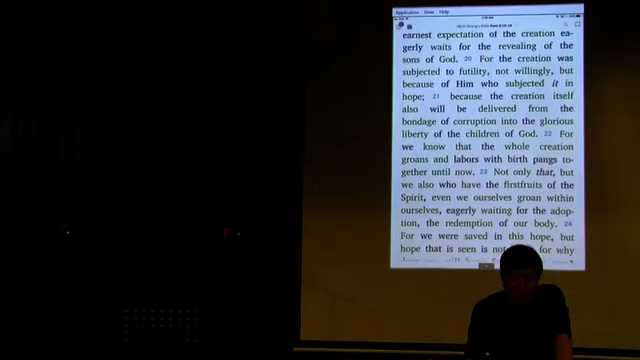 Application View Help
earnest expectation of the creation ea-
gerly waits for the revealing of the
sons of God. 20 For the creation was
subjected to futility, not willingly, but
because of Him who subjected it in
hope; 21 because the creation itself
also will be delivered from the
bondage of corruption into the glorious
liberty of the children of God. 22 For
we know that the whole creation
groans and labors with birth pangs to-
gether until now. 23 Not only that, but
we also who have the firstfruits of the
Spirit, even we ourselves groan within
ourselves, eagerly waiting for the adop-
tion, the redemption of our body. 24
For we were saved in this hope, but
hope that is seen is not for why